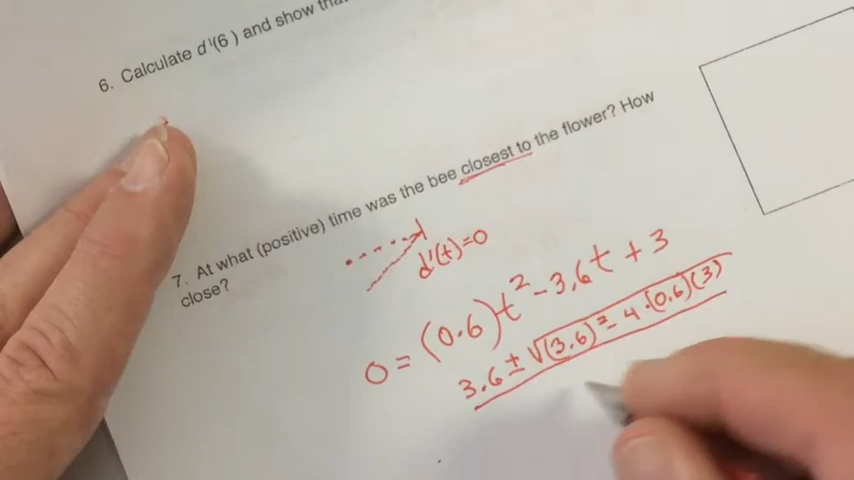 6. Calculate d'(6) and show that
7. At what (positive) time was the bee closest to the flower? How
close?
d'(t)=0
0 = (0.6)t² - 3.6t + 3
3.6 ± √(3.6)² - 4·(0.6)(3)